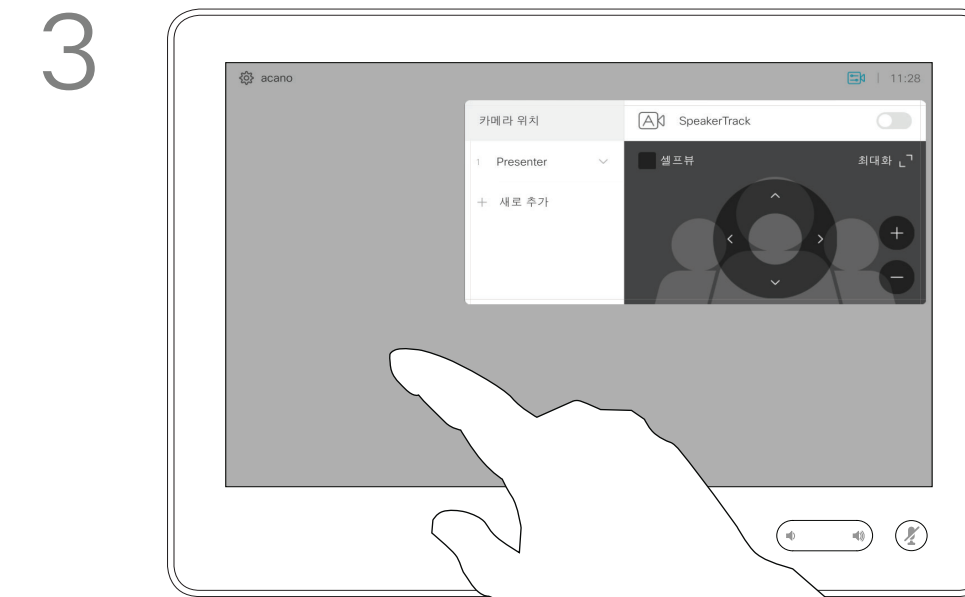 3
acano
11:28
카메라 위치
A
SpeakerTrack
1 Presenter
셀프뷰
최대화
+ 새로 추가